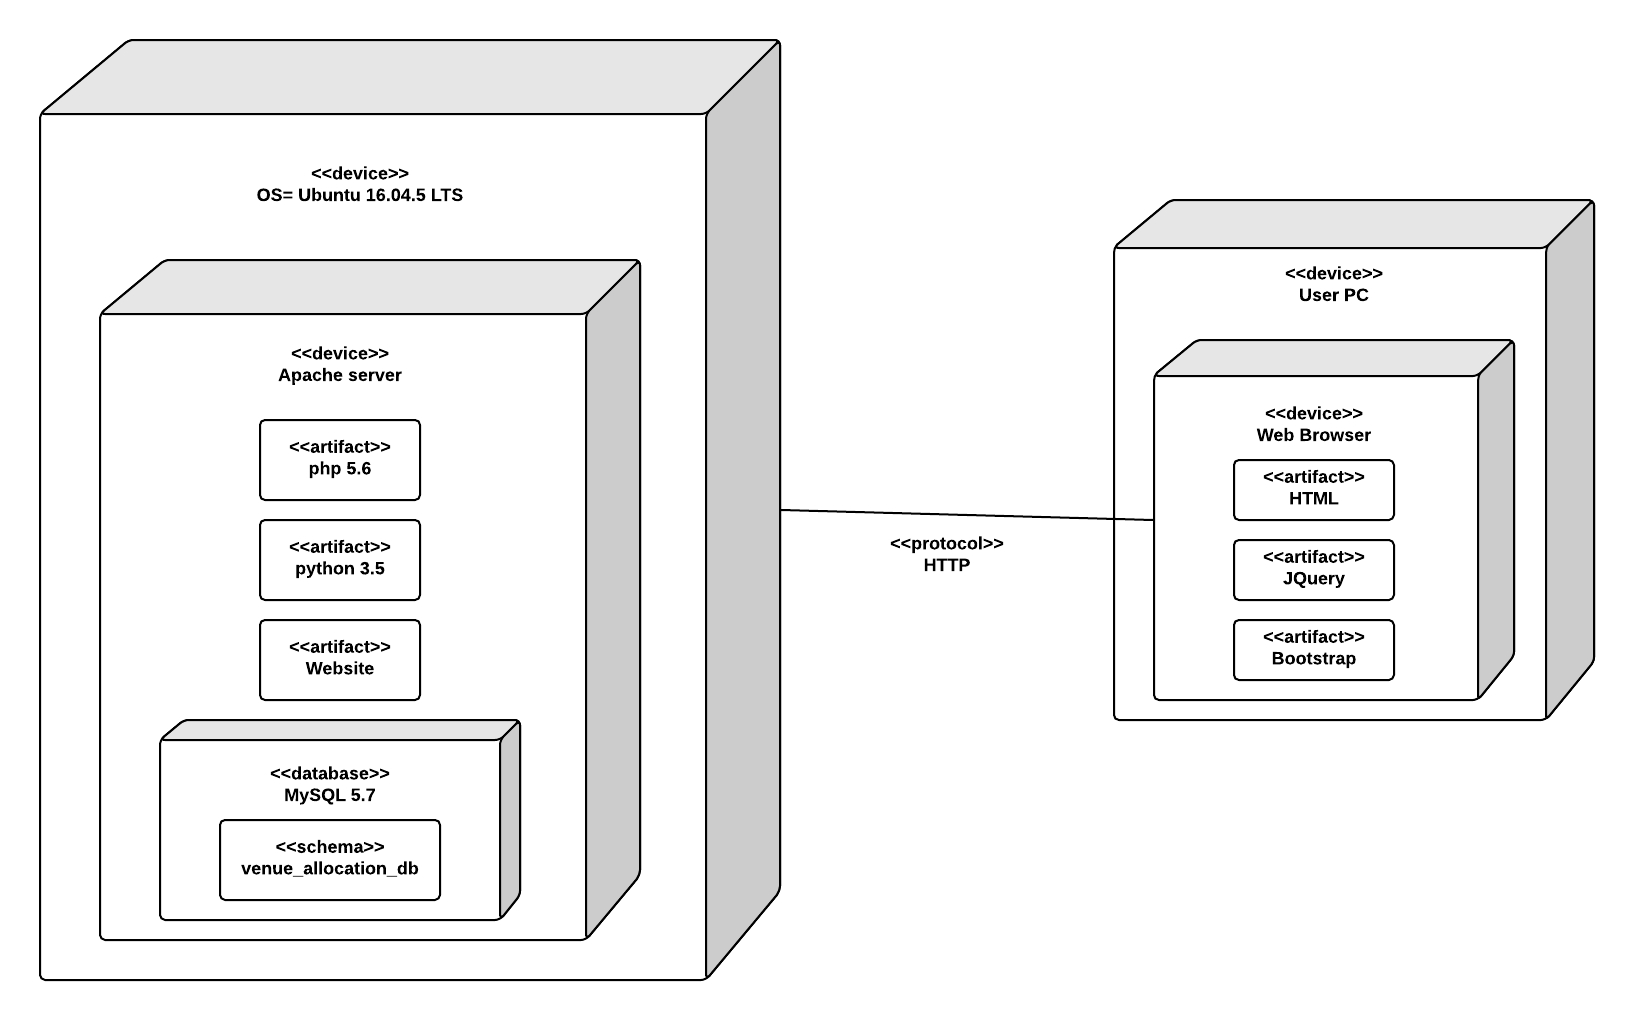 <<device>>
OS= Ubuntu 16.04.5 LTS
<<device>>
Apache server
<<artifact>>
php 5.6
<<artifact>>
python 3.5
<<artifact>>
Website
<<database>>
MySQL 5.7
<<schema>>
venue_allocation_db
<<protocol>>
HTTP
<<device>>
User PC
<<device>>
Web Browser
<<artifact>>
HTML
<<artifact>>
JQuery
<<artifact>>
Bootstrap